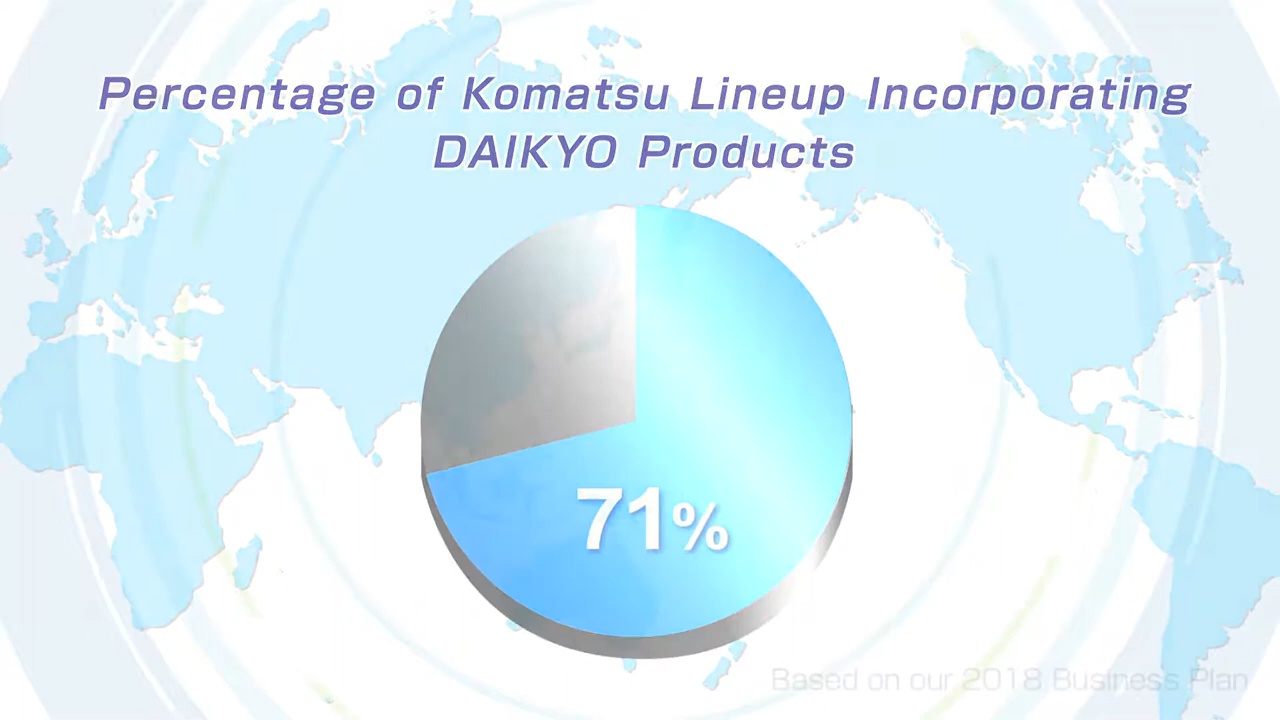 Percentage of Komatsu Lineup Incorporating
DAIKYO Products
71%
Based on our 2018 Business Plan